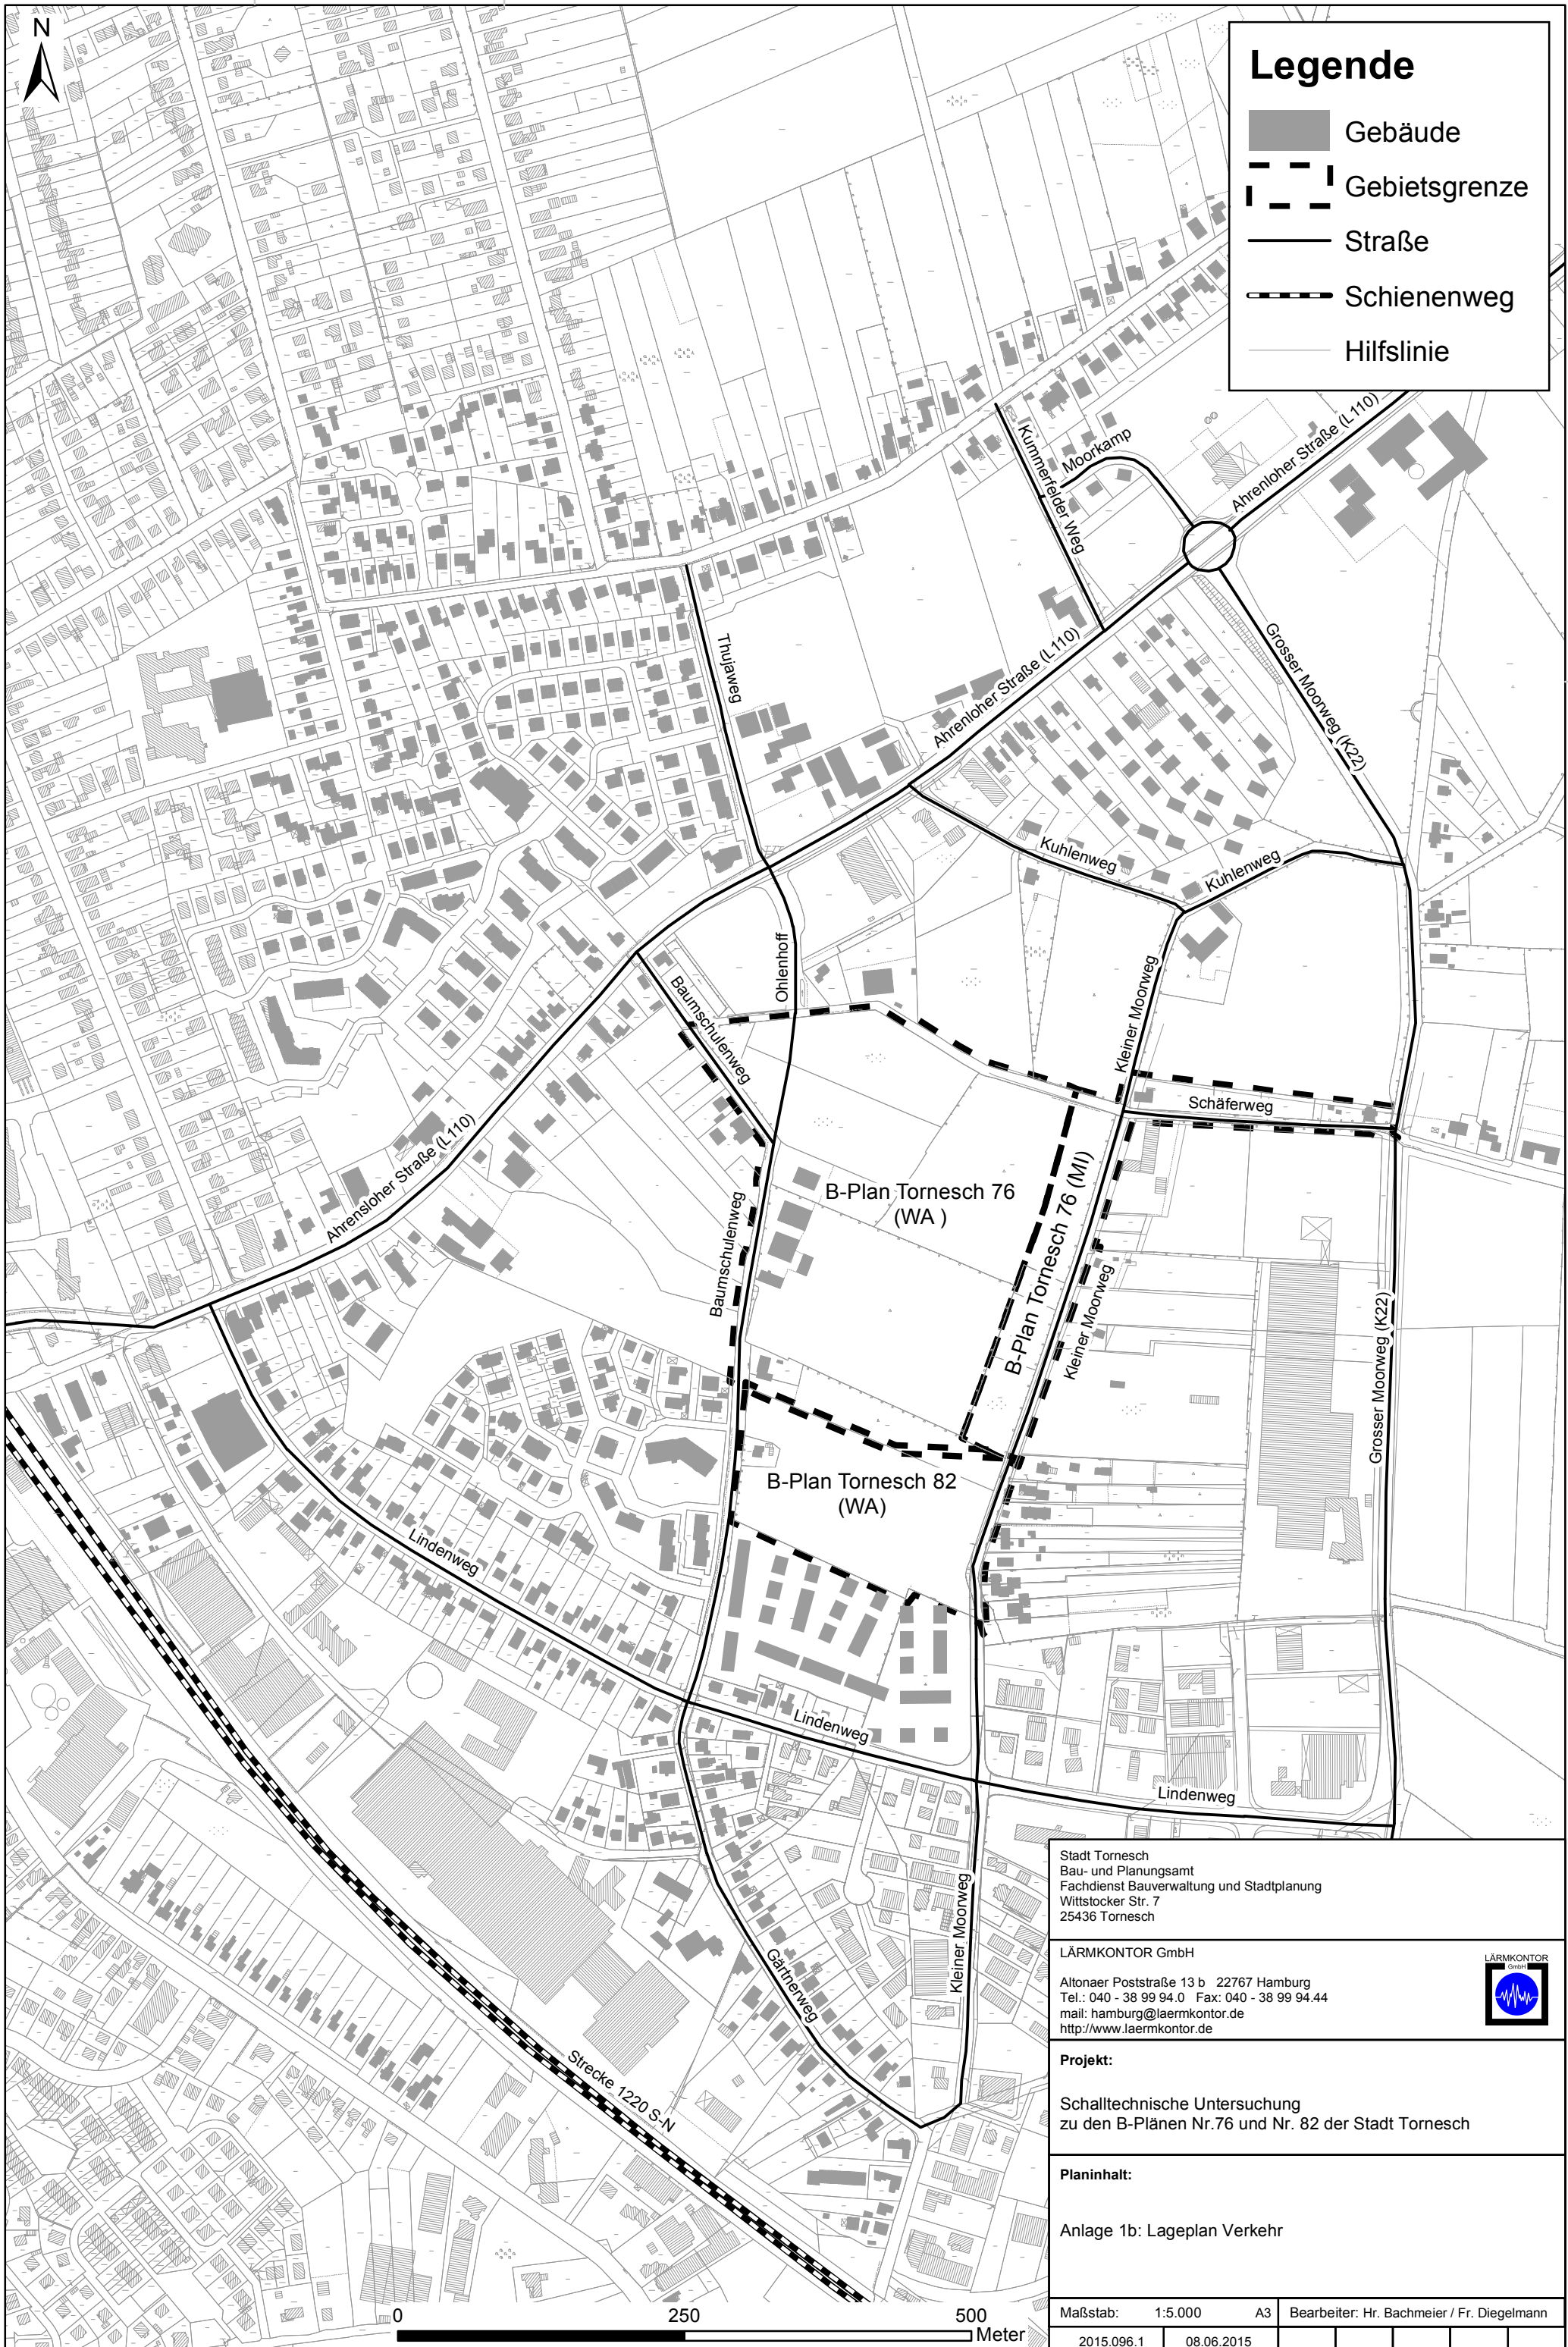 N
Legende
Gebäude
Gebietsgrenze
Straße
Schienenweg
Hilfslinie
Kummerfelder Weg
Moorkamp
Ahrenloher Straße (L110)
Thujaweg
Ahrenloher Straße (L110)
Grosser Moorweg (K22)
Kuhlenweg
Kuhlenweg
Ohlenhoff
Baumschulenweg
Kleiner Moorweg
Schäferweg
Ahrensloher Straße (L110)
B-Plan Tornesch 76
(WA )
B-Plan Tornesch 76 (MI)
Baumschulenweg
Kleiner Moorweg
Grosser Moorweg (K22)
B-Plan Tornesch 82
(WA)
Lindenweg
Lindenweg
Lindenweg
Kleiner Moorweg
Gärtnerweg
Strecke 1220 S-N
0 250 500
Meter
Stadt Tornesch
Bau- und Planungsamt
Fachdienst Bauverwaltung und Stadtplanung
Wittstocker Str. 7
25436 Tornesch
LÄRMKONTOR GmbH
Altonaer Poststraße 13 b 22767 Hamburg
Tel.: 040 - 38 99 94.0 Fax: 040 - 38 99 94.44
mail: hamburg@laermkontor.de
http://www.laermkontor.de
LÄRMKONTOR
GmbH
Projekt:
Schalltechnische Untersuchung
zu den B-Plänen Nr.76 und Nr. 82 der Stadt Tornesch
Planinhalt:
Anlage 1b: Lageplan Verkehr
Maßstab: 1:5.000 A3 Bearbeiter: Hr. Bachmeier / Fr. Diegelmann
2015.096.1 08.06.2015